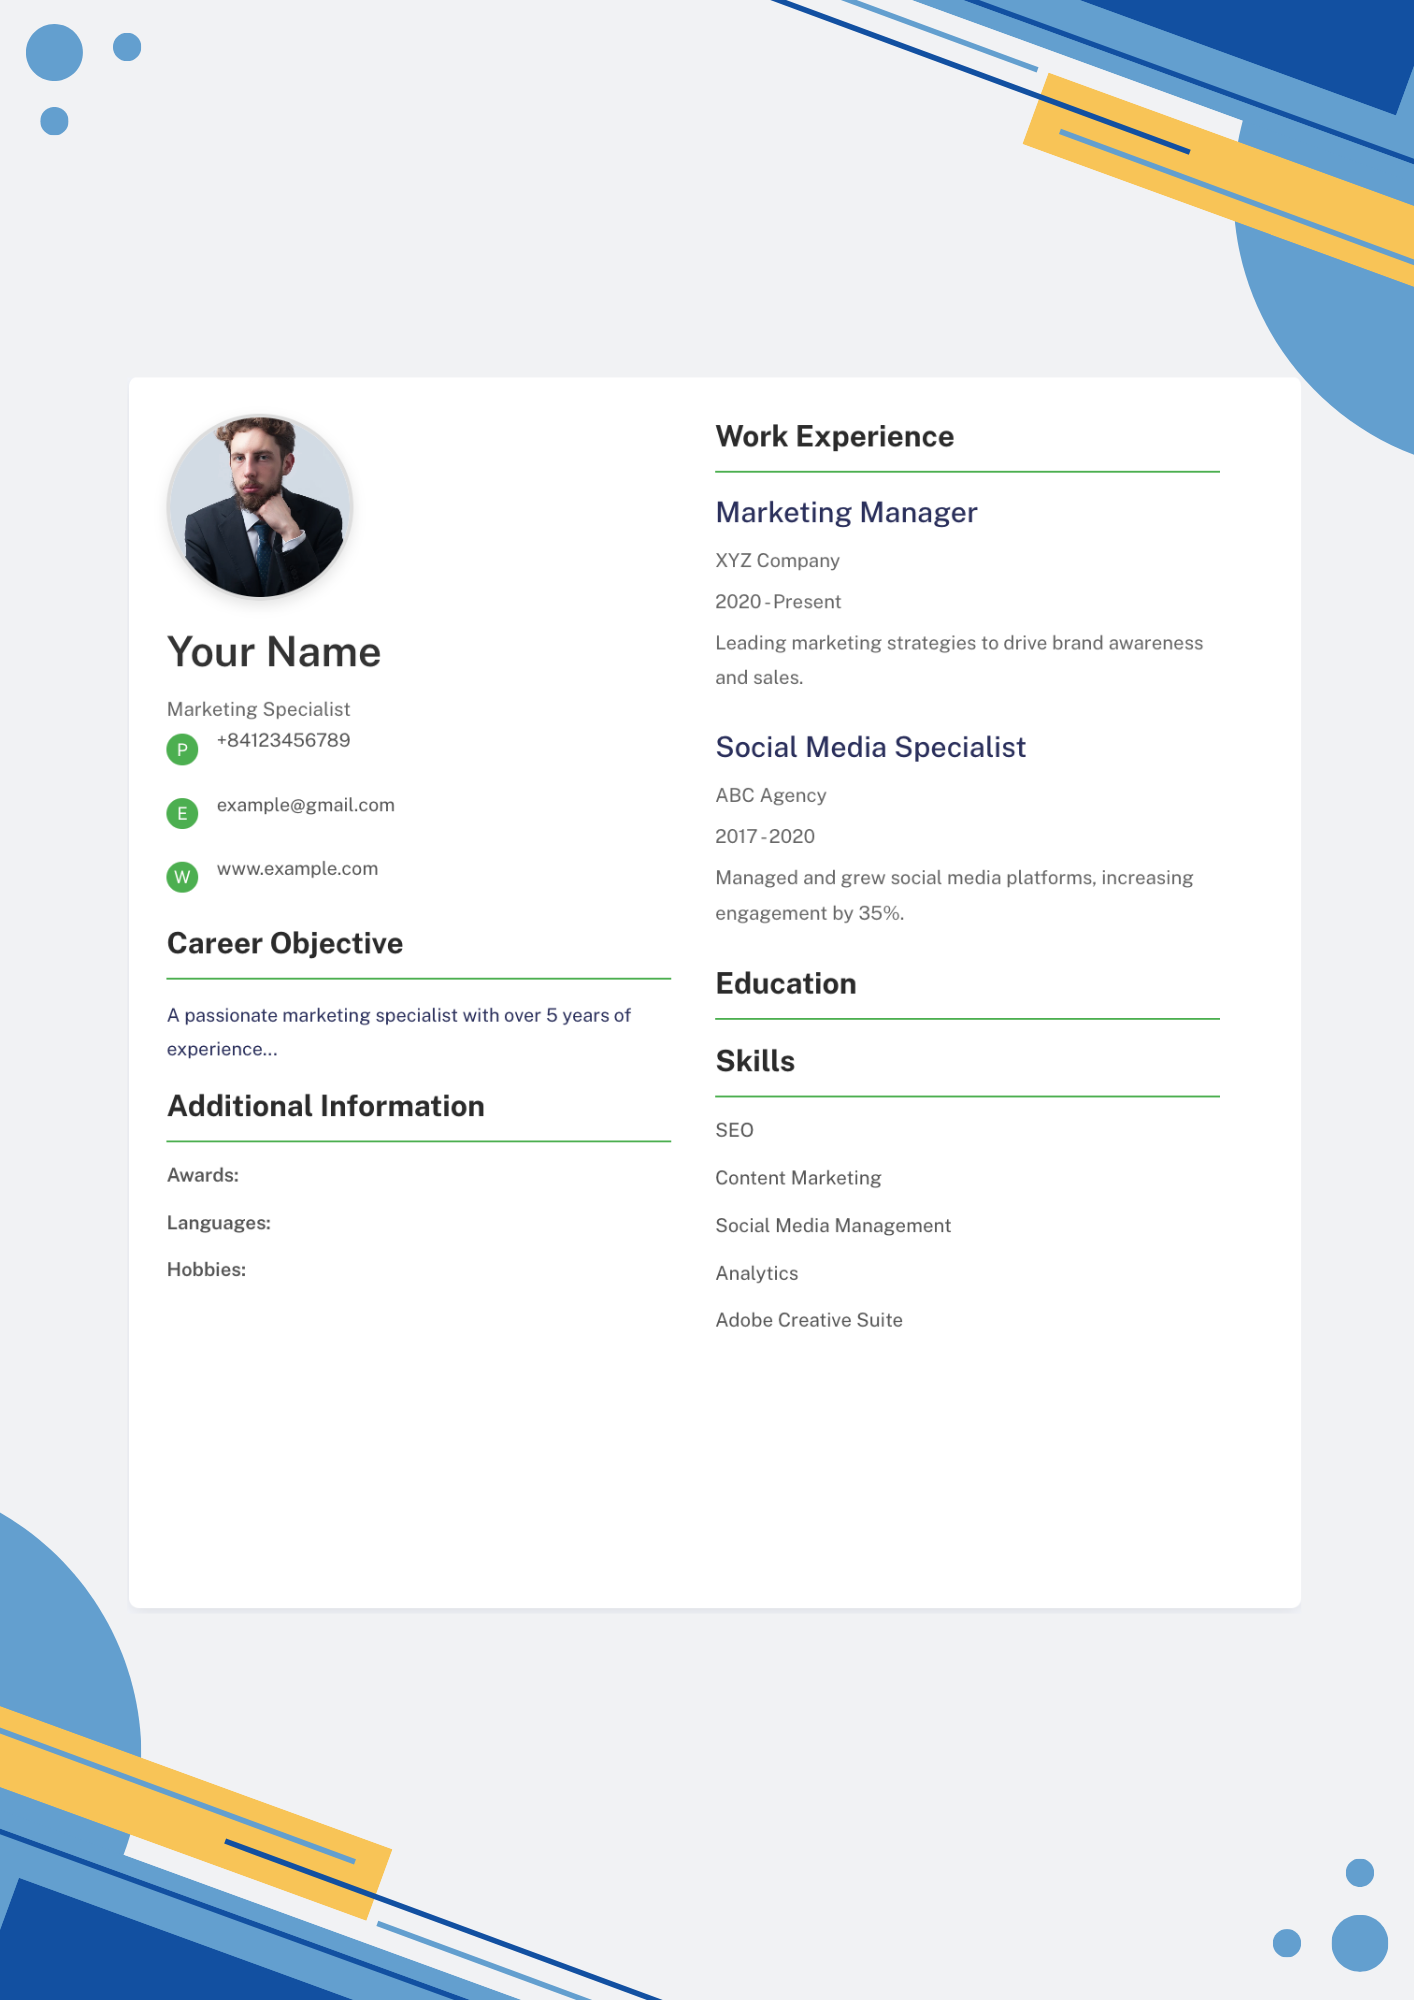 Your Name
Marketing Specialist
P +84123456789
E example@gmail.com
W www.example.com
Career Objective
A passionate marketing specialist with over 5 years of
experience...
Additional Information
Awards:
Languages:
Hobbies:
Work Experience
Marketing Manager
XYZ Company
2020 - Present
Leading marketing strategies to drive brand awareness
and sales.
Social Media Specialist
ABC Agency
2017 - 2020
Managed and grew social media platforms, increasing
engagement by 35%.
Education
Skills
SEO
Content Marketing
Social Media Management
Analytics
Adobe Creative Suite